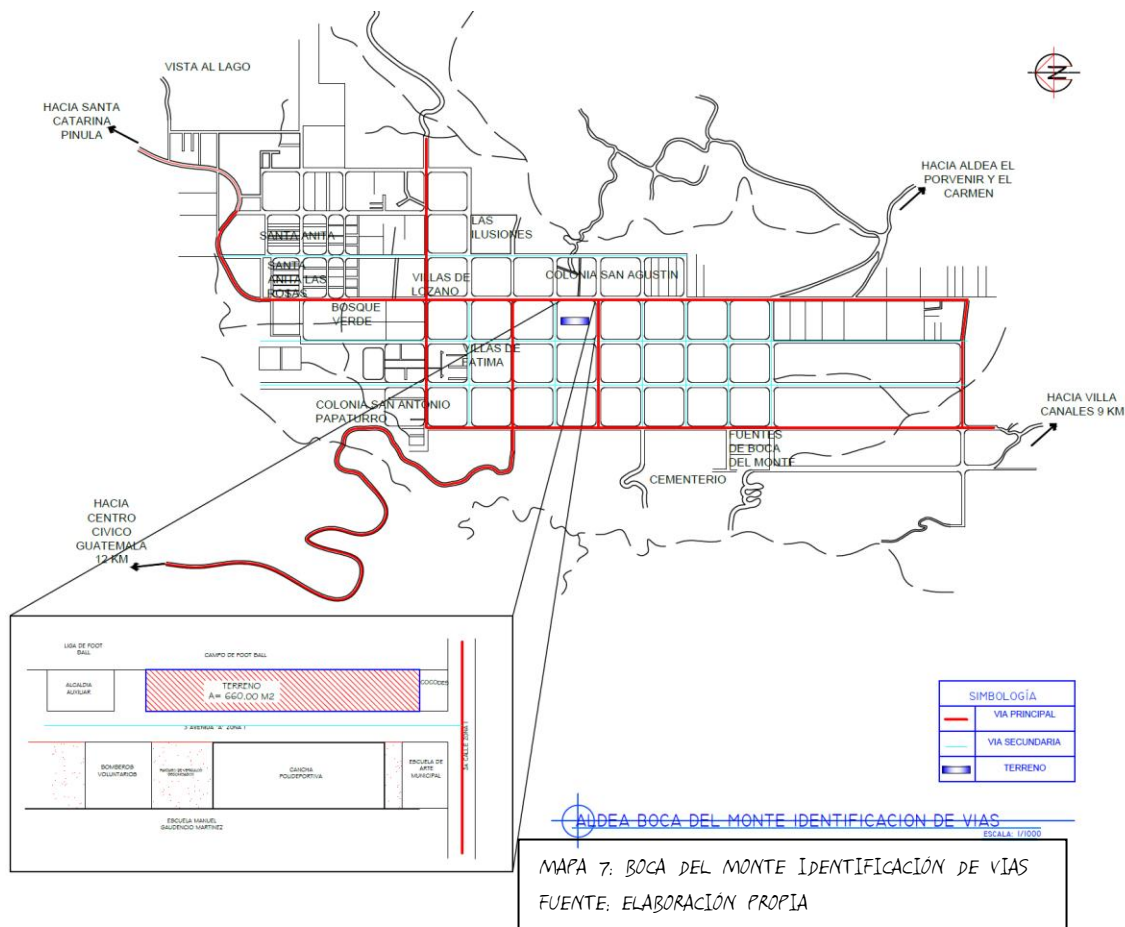 VISTA AL LAGO
HACIA SANTA
CATARINA
PINULA
N
HACIA ALDEA EL
PORVENIR Y EL
CARMEN
LAS
ILUSIONES
SANTA ANITA
SANTA
ANITA LAS
ROSAS
VILLAS DE
LOZANO
COLONIA SAN AGUSTIN
BOSQUE
VERDE
VILLAS DE
FATIMA
COLONIA SAN ANTONIO
PAPATURRO
HACIA VILLA
CANALES 9 KM
FUENTES
DE BOCA
DEL MONTE
CEMENTERIO
HACIA
CENTRO
CIVICO
GUATEMALA
12 KM
LIGA DE FOOT
BALL
CAMPO DE FOOT BALL
ALCALDIA
AUXILIAR
TERRENO
A= 660.00 M2
COCODES
3 AVENIDA "A" ZONA 1
3A CALLE ZONA 1
BOMBEROS
VOLUNTARIOS
CANCHA
POLIDEPORTIVA
ESCUELA DE
ARTE
MUNICIPAL
ESCUELA MANUEL
GAUDENCIO MARTINEZ
SIMBOLOGÍA
VIA PRINCIPAL
VIA SECUNDARIA
TERRENO
ALDEA BOCA DEL MONTE IDENTIFICACION DE VIAS
ESCALA: 1/1000
MAPA 7: BOCA DEL MONTE IDENTIFICACIÓN DE VIAS
FUENTE: ELABORACIÓN PROPIA